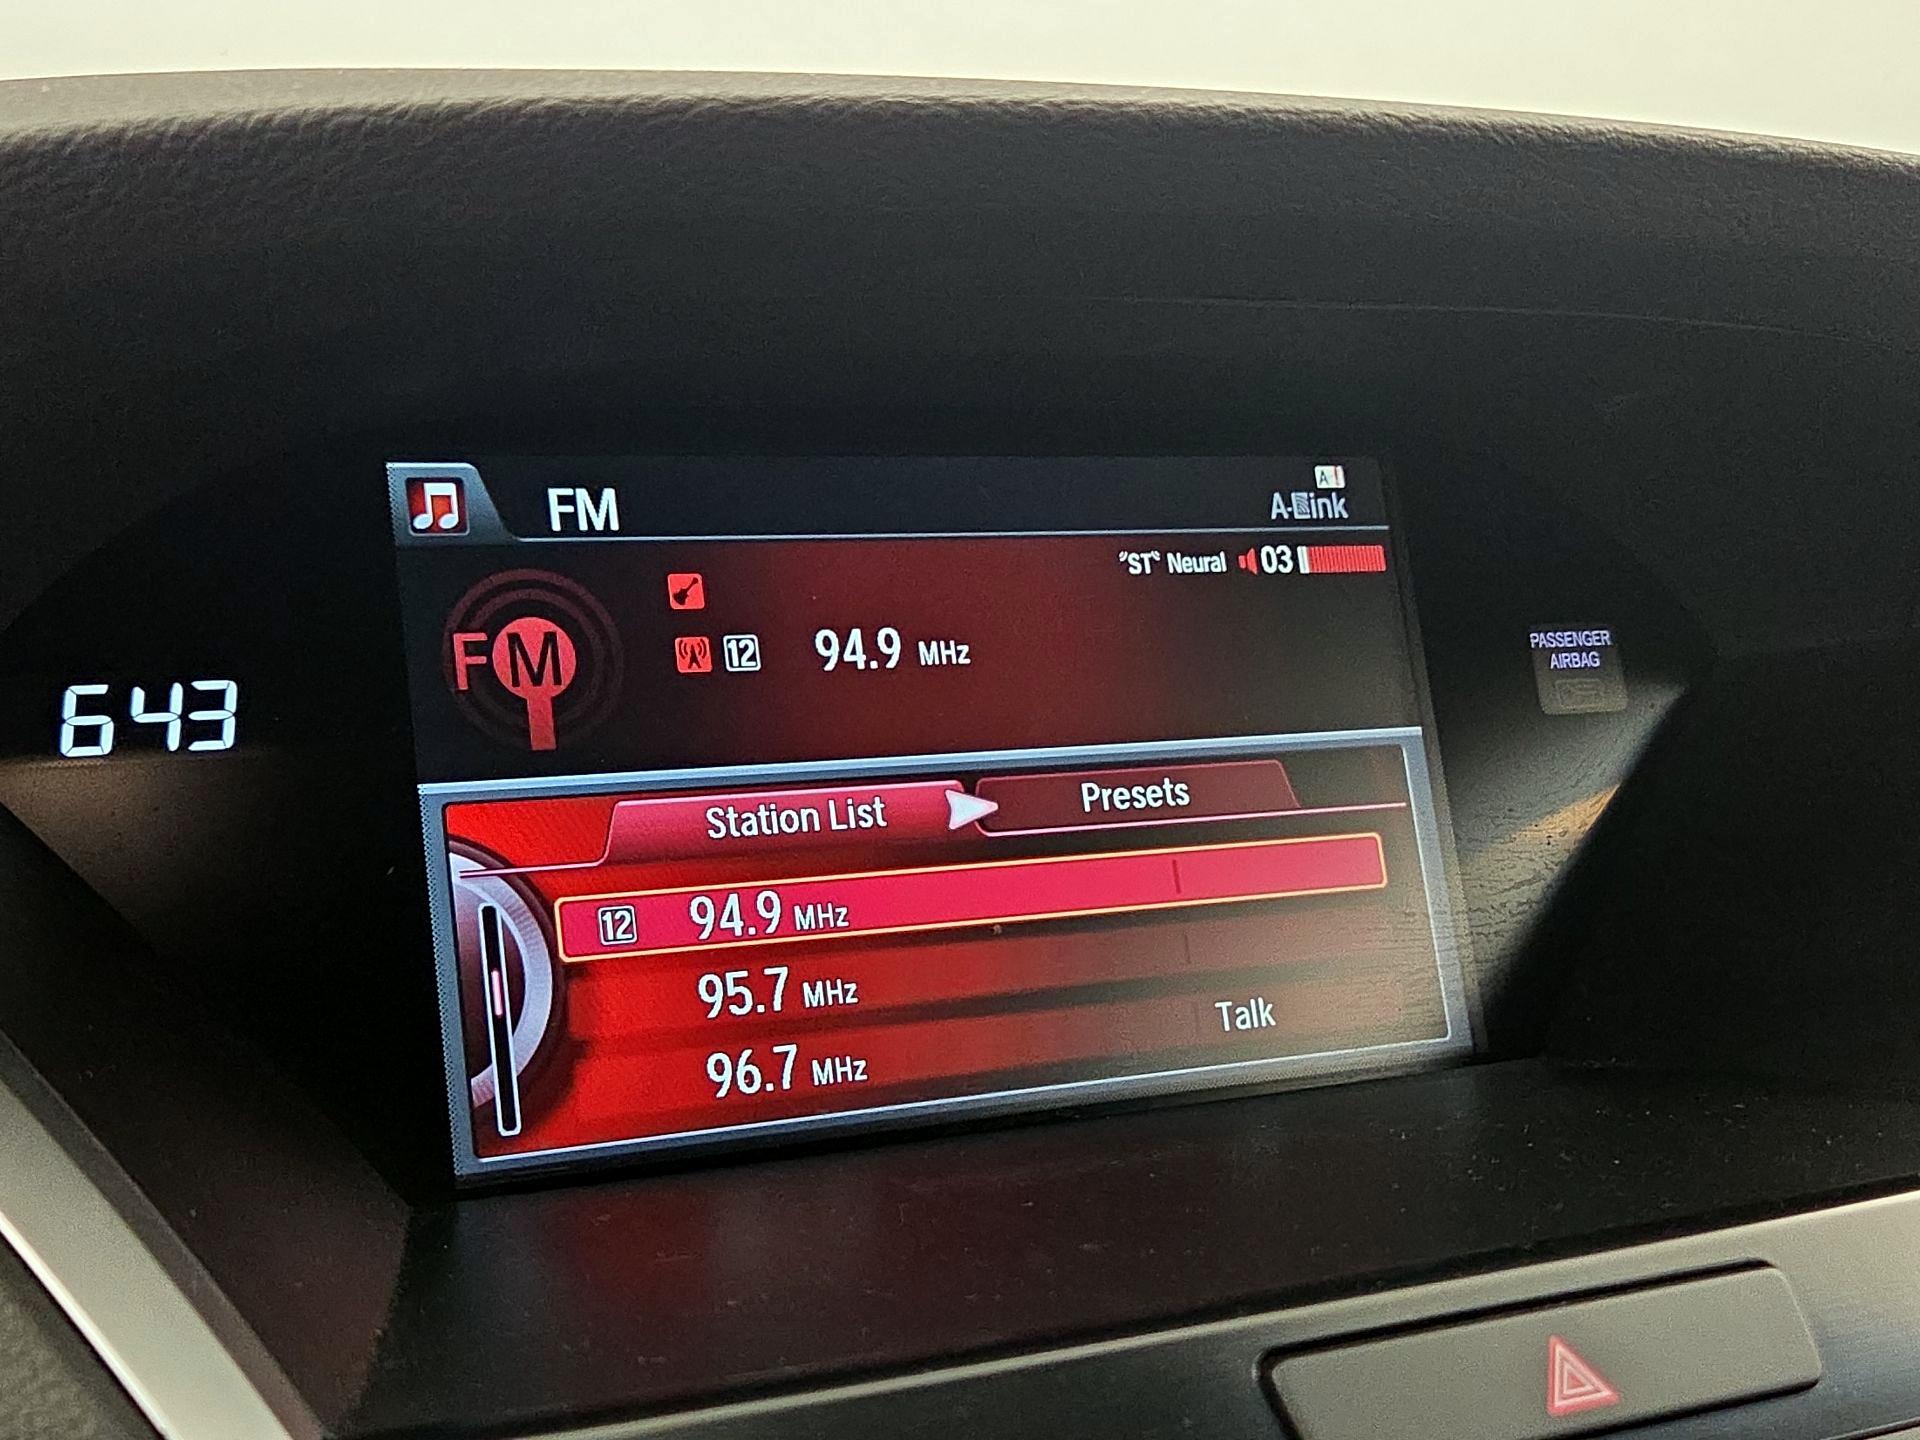 FM
A-Link
"ST" Neural 03
FM
12 94.9 MHz
643
PASSENGER
AIRBAG
Station List
Presets
12 94.9 MHz
95.7 MHz
Talk
96.7 MHz